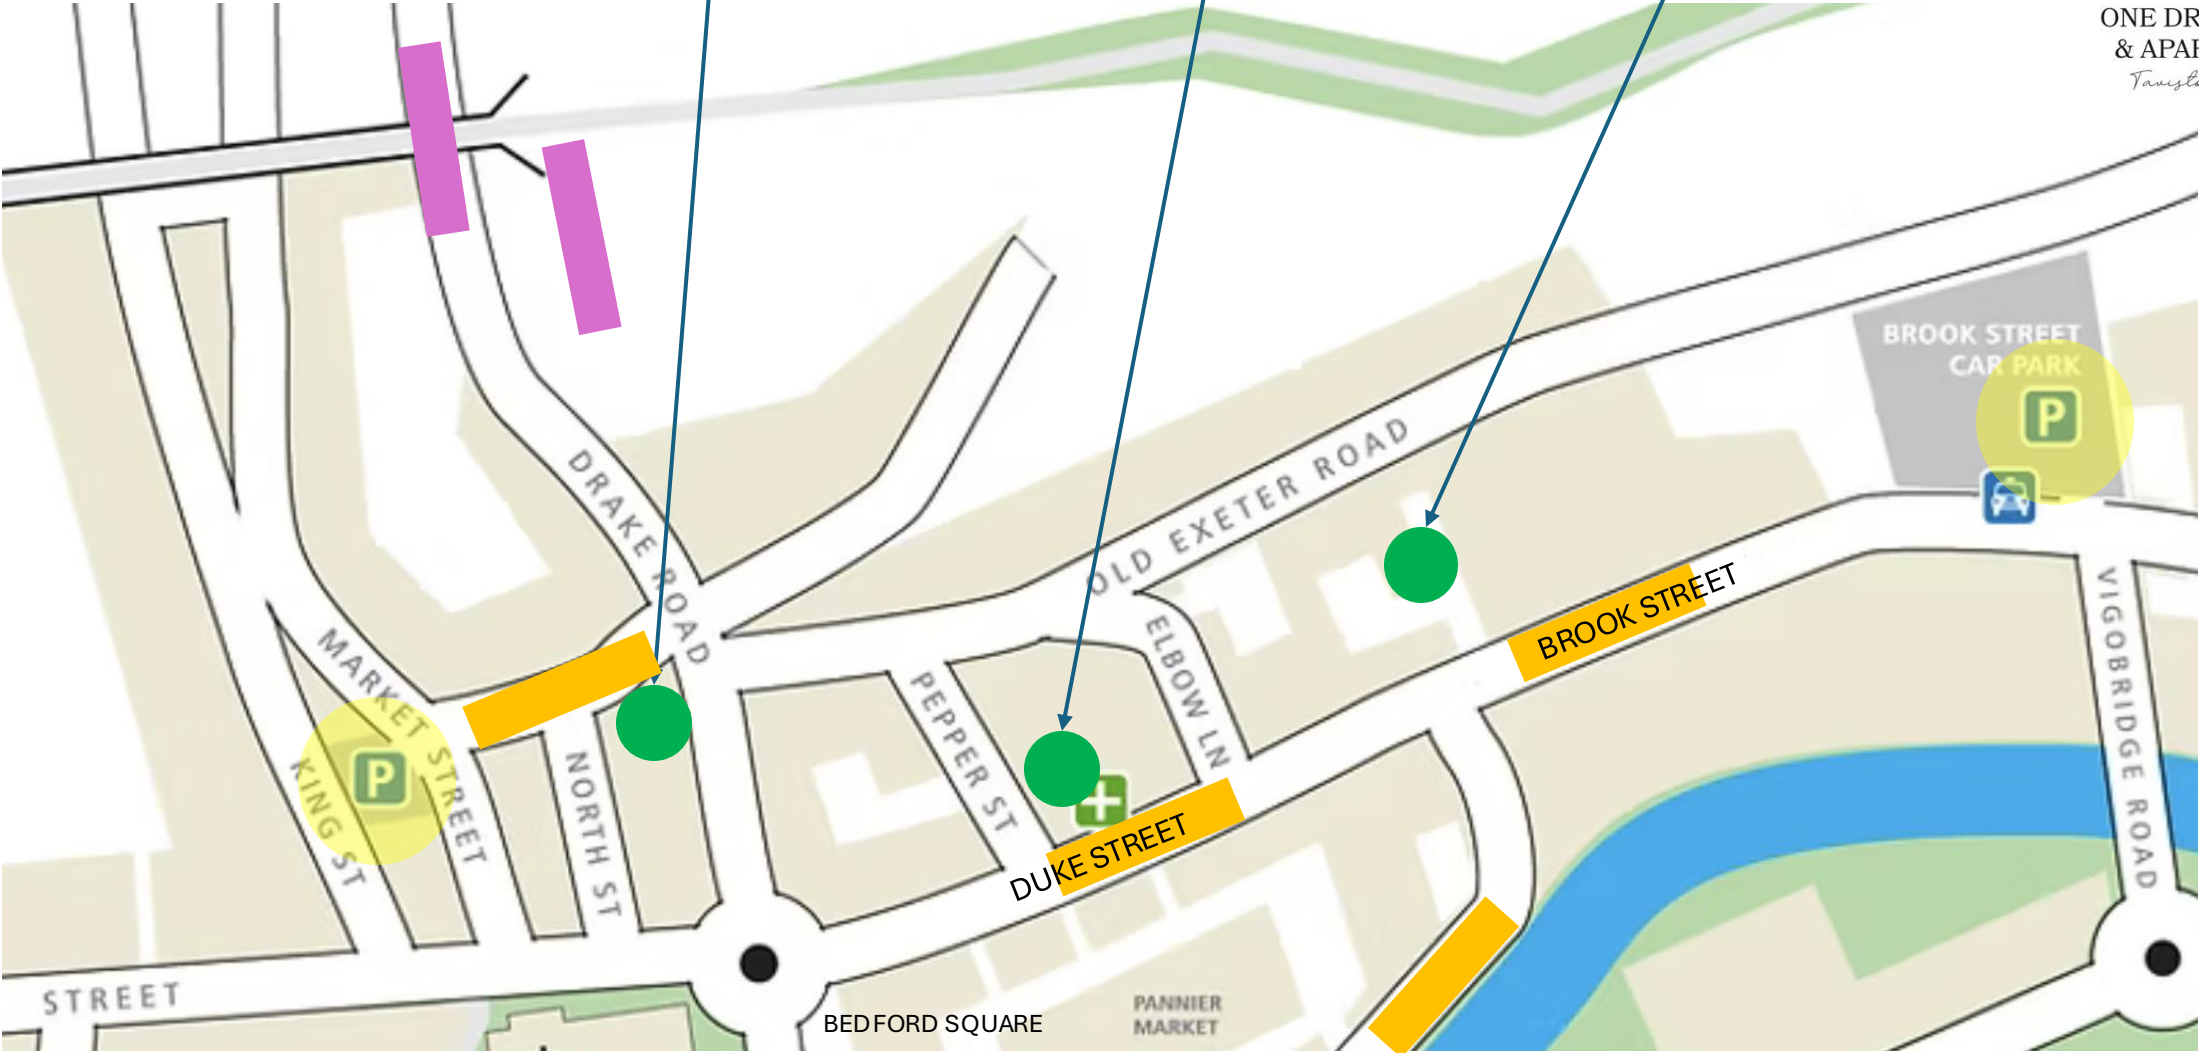 ONE DR
& APAR
Tavist
BROOK STREET
CAR PARK
P
DRAKE ROAD
OLD EXETER ROAD
BROOK STREET
MARKET STREET
ELBOW LN
VIGOBRIDGE ROAD
PEPPER ST
P
KING ST
NORTH ST
DUKE STREET
STREET
BEDFORD SQUARE
PANNIER
MARKET